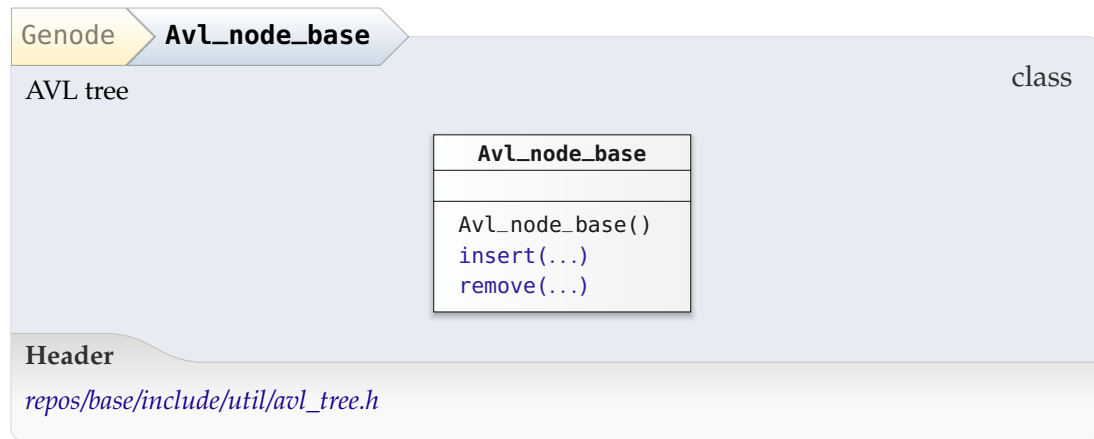 Genode Avl_node_base
class
AVL tree
Avl_node_base
Avl_node_base()
insert(...)
remove(...)
Header
repos/base/include/util/avl_tree.h